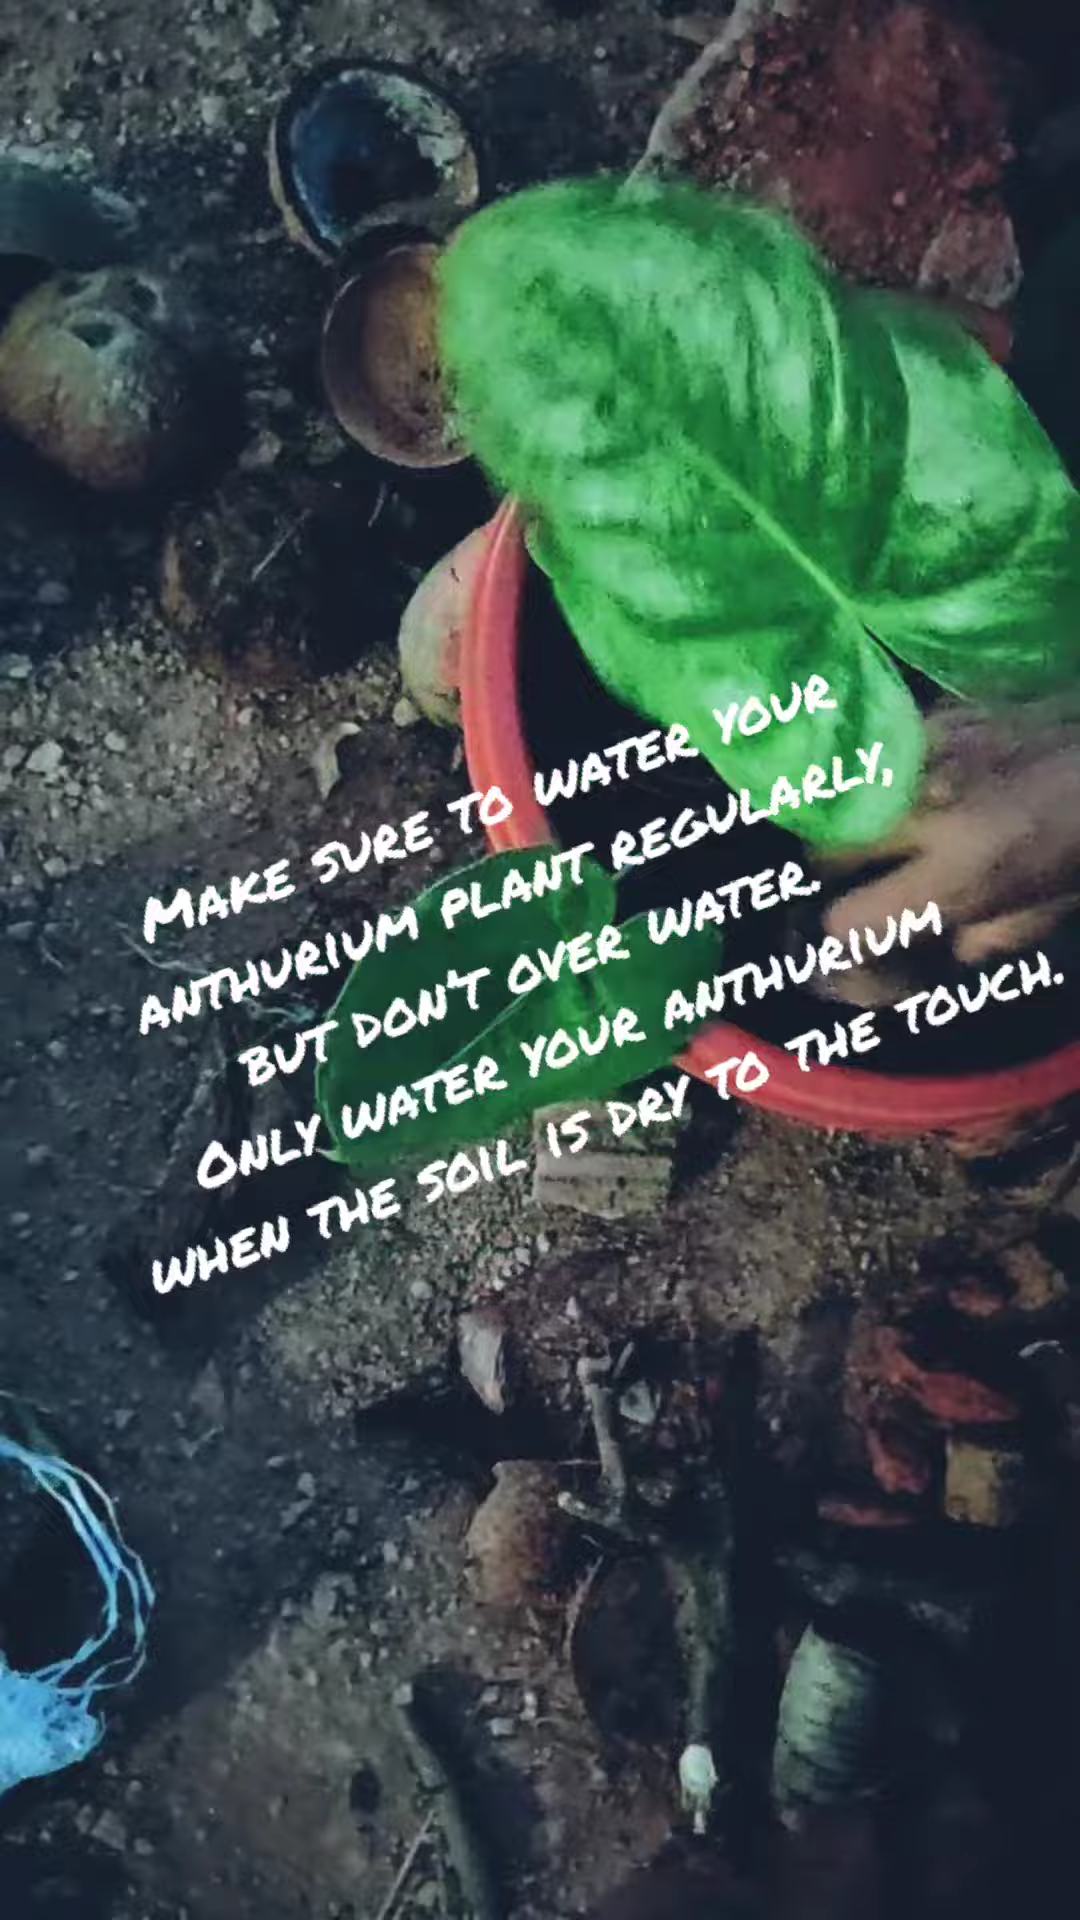 Make sure to water your
anthurium plant regularly,
but don't over water.
Only water your anthurium
when the soil is dry to the touch.